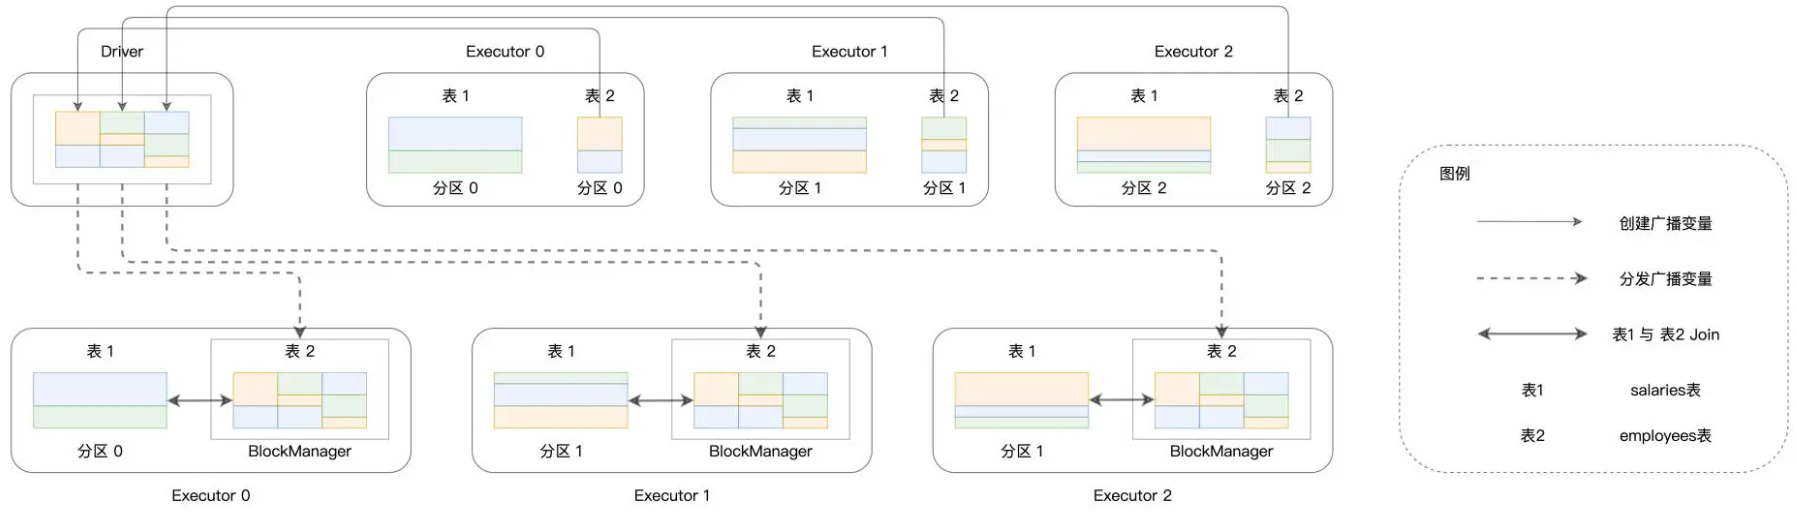 Driver
Executor 0
Executor 1
Executor 2
表 1
表 2
表 1
表 2
表 1
表 2
分区 0
分区 0
分区 1
分区 1
分区 2
分区 2
图例
创建广播变量
分发广播变量
表1 与 表2 Join
表1
salaries表
表2
employees表
表 1
表 2
表 1
表 2
表 1
表 2
分区 0
BlockManager
分区 1
BlockManager
分区 1
BlockManager
Executor 0
Executor 1
Executor 2